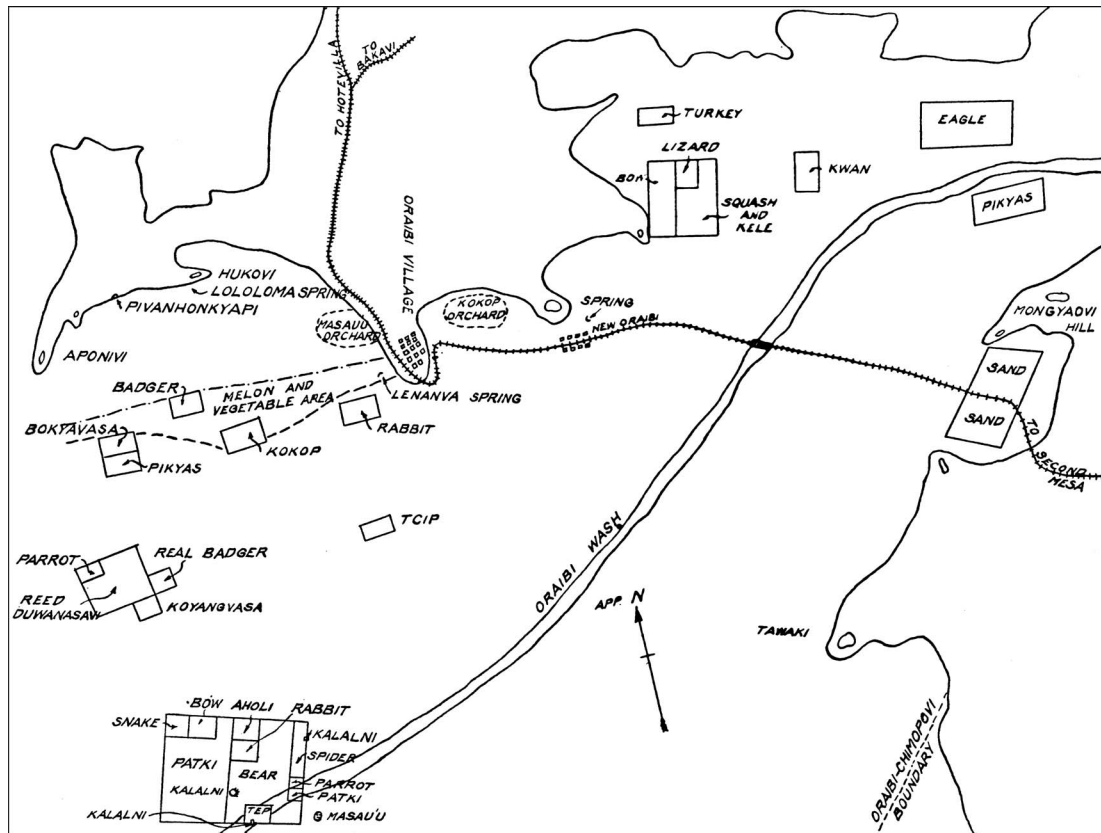 TO HOTEVILLA
TO
BAKAVI
TURKEY
EAGLE
LIZARD
KWAN
SQUASH
AND
KELE
PIKYAS
ORAIBI VILLAGE
HUKOVI
LOLOLOMA SPRING
PIVANHONKYAPI
KOKOP
ORCHARD
SPRING
MASAUU
ORCHARD
NEW ORAIBI
MONGYAOVI
HILL
APONIVI
BADGER
MELON AND
VEGETABLE AREA
LENANVA SPRING
SAND
SAND
BOKYAVASA
KOKOP
RABBIT
PIKYAS
TO
SECOND
MESA
TCIP
ORAIBI WASH
PARROT
REAL BADGER
REED
DUWANASAVI
KOYANGVASA
APP. N
TAWAKI
BOW
AHOLI
RABBIT
SNAKE
KALALNI
SPIDER
PATKI
BEAR
PARROT
KALALNI
PATKI
TEP
KALALNI
MASAU'U
ORAIBI-CHIMOPOVI
BOUNDARY